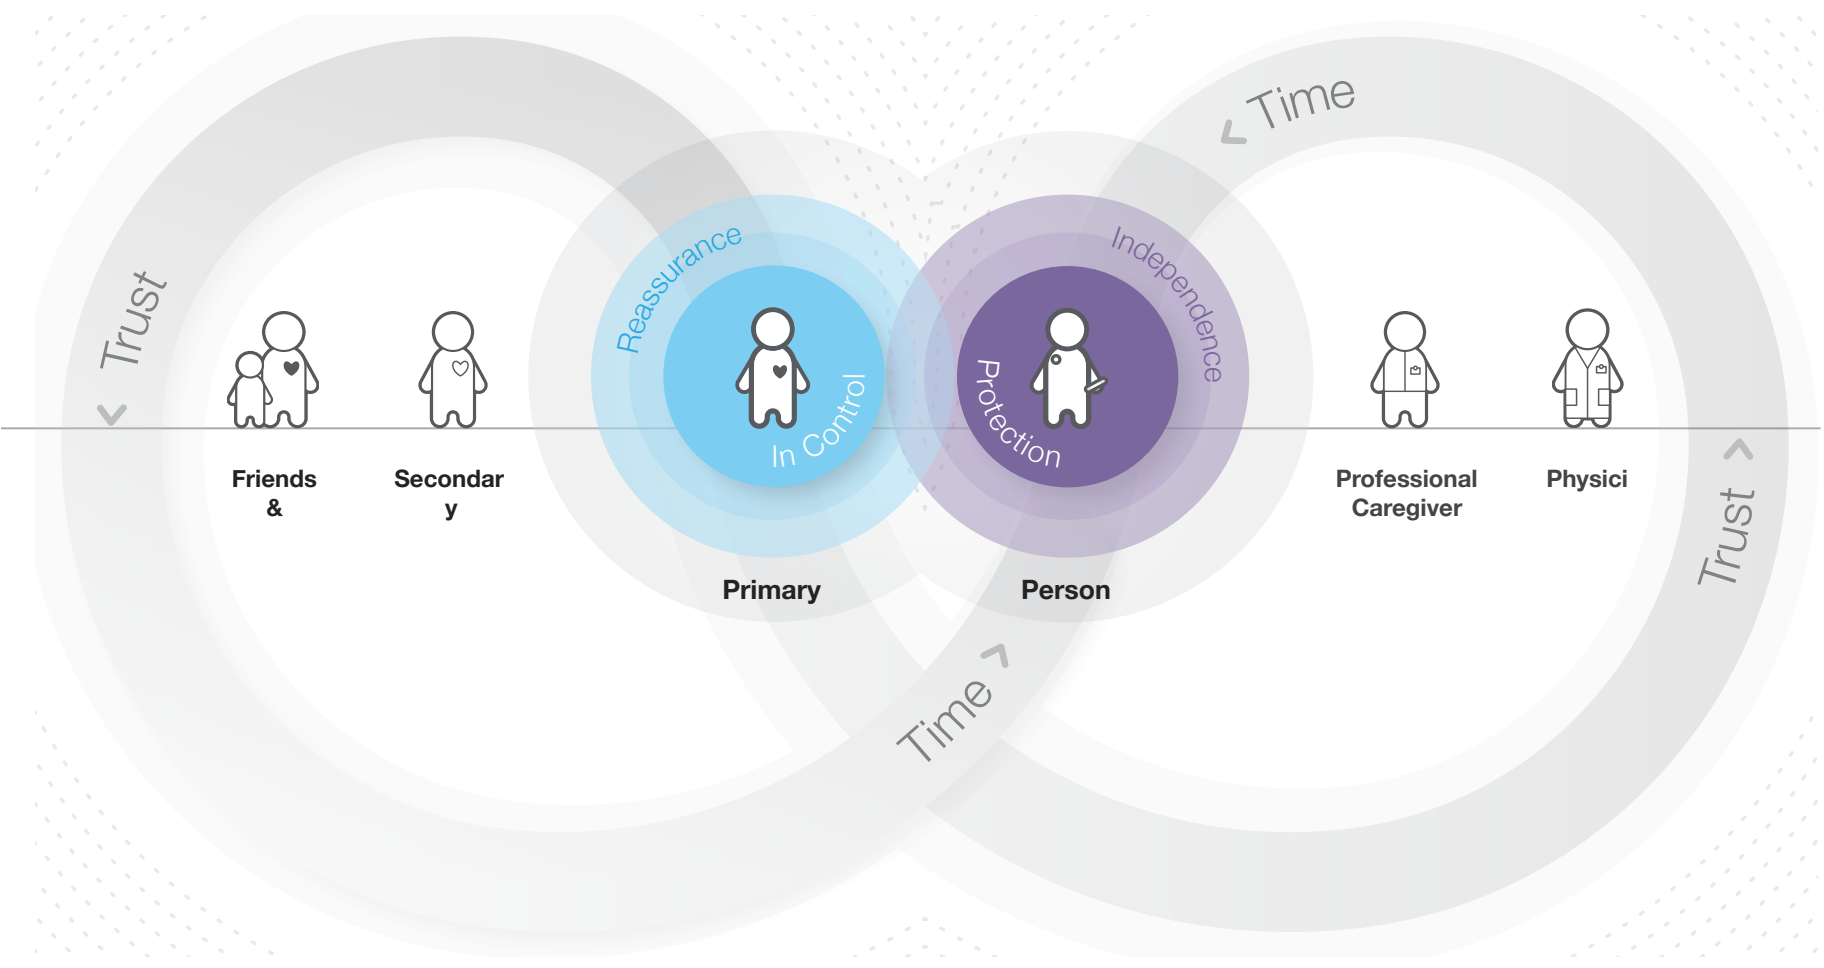 Time
Trust
Reassurance
In Control
Independence
Protection
Friends
&
Secondar
y
Primary
Person
Professional
Caregiver
Physici
Trust
Time